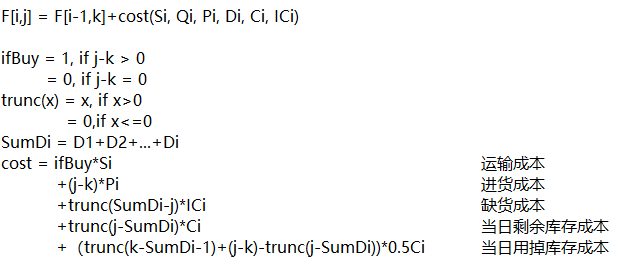 F[i,j] = F[i-1,k]+cost(Si, Qi, Pi, Di, Ci, ICi)
ifBuy = 1, if j-k > 0
= 0, if j-k = 0
trunc(x) = x, if x>0
= 0,if x<=0
SumDi = D1+D2+...+Di
cost = ifBuy*Si 运输成本
+(j-k)*Pi 进货成本
+trunc(SumDi-j)*ICi 缺货成本
+trunc(j-SumDi)*Ci 当日剩余库存成本
+（trunc(k-SumDi-1)+(j-k)-trunc(j-SumDi))*0.5Ci 当日用掉库存成本